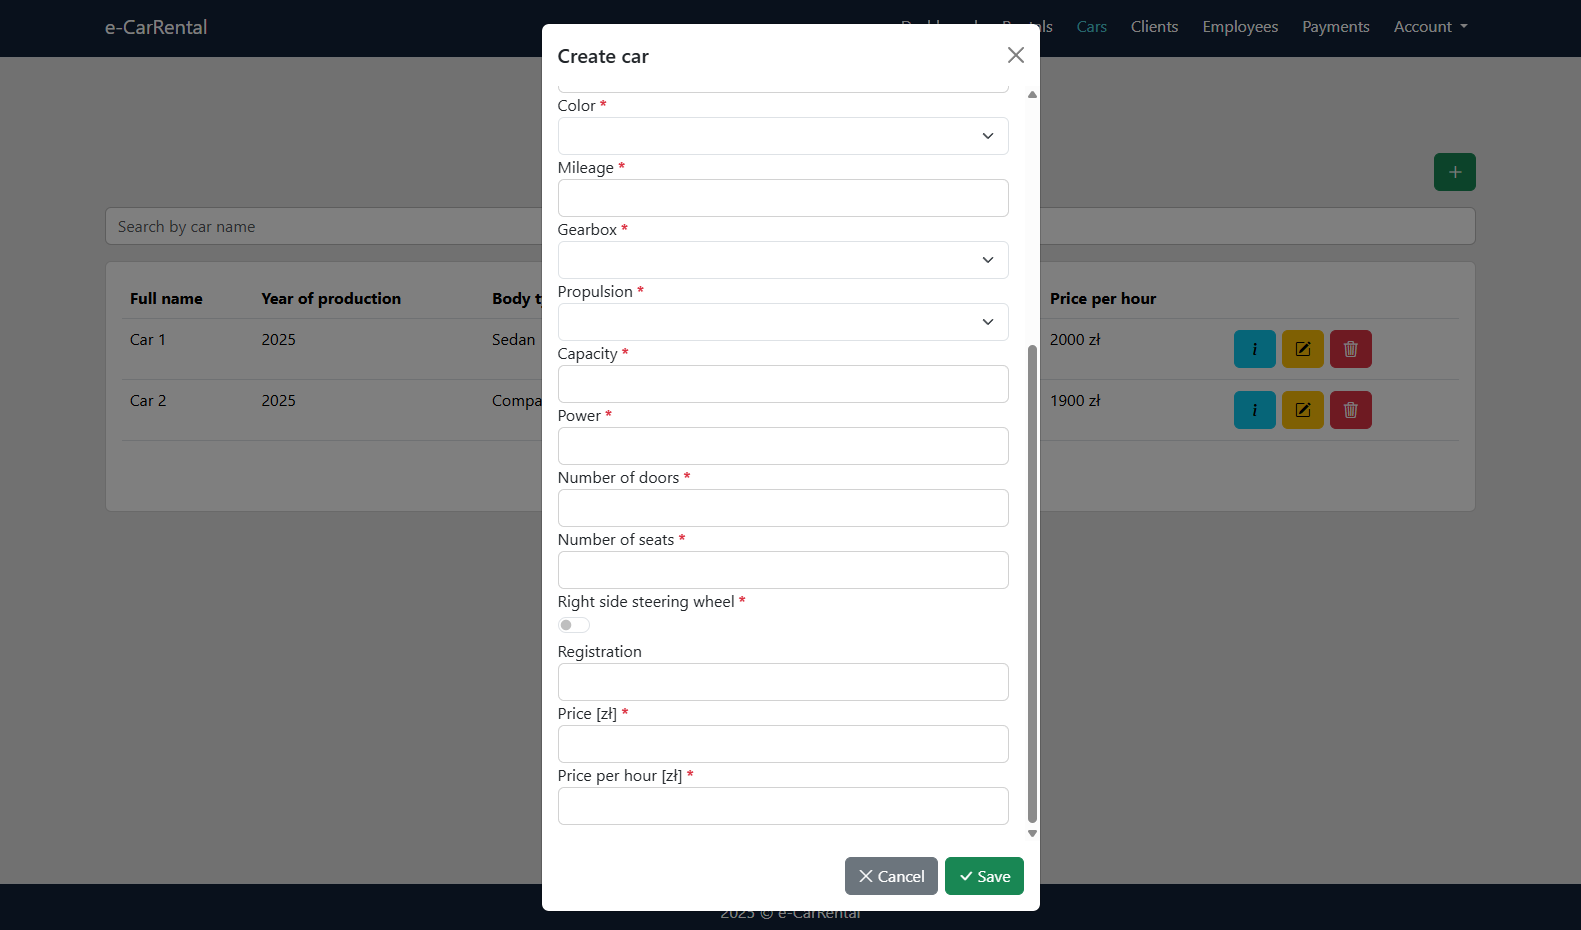 e-CarRental
Cars
Clients
Employees
Payments
Account
Create car
Color *
Mileage *
Gearbox *
Propulsion *
Capacity *
Power *
Number of doors *
Number of seats *
Right side steering wheel *
Registration
Price [zł] *
Price per hour [zł] *
Cancel
Save
+
Search by car name
Full name
Year of production
Body
Price per hour
Car 1
2025
Sedan
2000 zł
i
Car 2
2025
1900 zł
i
2025 © e-CarRental